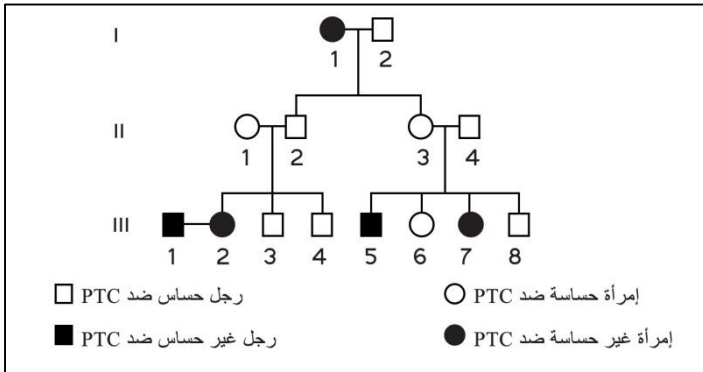 I
1 2
II
1 2 3 4
III
1 2 3 4 5 6 7 8
إمرأة حساسة ضد PTC
رجل حساس ضد PTC
إمرأة غير حساسة ضد PTC
رجل غير حساس ضد PTC